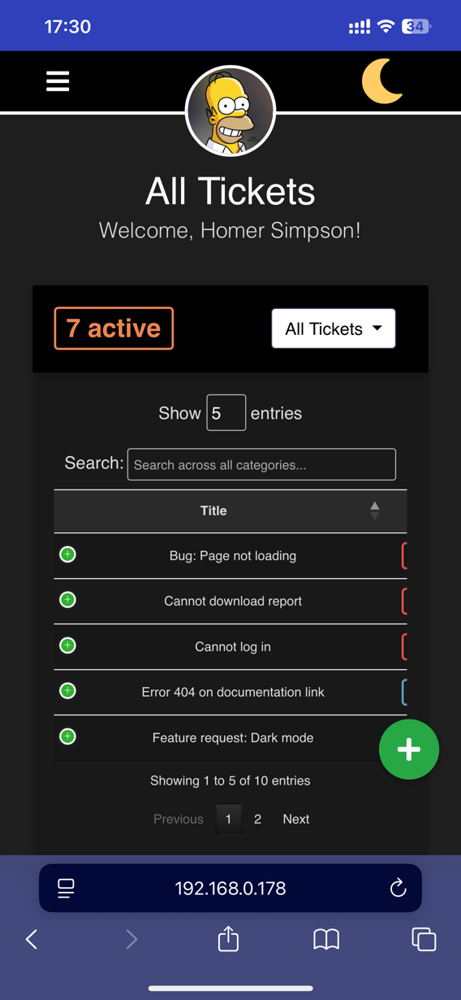 17:30
34
All Tickets
Welcome, Homer Simpson!
7 active
All Tickets
Show 5 entries
Search: Search across all categories...
Title
Bug: Page not loading
Cannot download report
Cannot log in
Error 404 on documentation link
Feature request: Dark mode
Showing 1 to 5 of 10 entries
Previous 1 2 Next
192.168.0.178